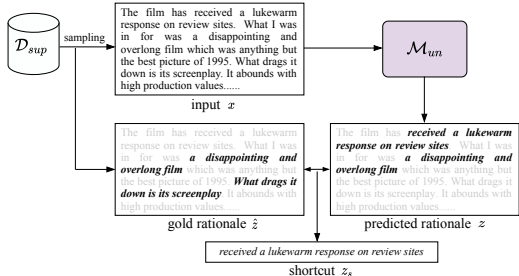 D_sup
sampling
The film has received a lukewarm
response on review sites. What I was
in for was a disappointing and
overlong film which was anything but
the best picture of 1995. What drags it
down is its screenplay. It abounds with
high production values......
input x
M_un
The film has received a lukewarm
response on review sites. What I was
in for was a disappointing and
overlong film which was anything but
the best picture of 1995. What drags it
down is its screenplay It abounds with
high production values......
gold rationale ẑ
The film has received a lukewarm
response on review sites What I was
in for was a disappointing and
overlong film which was anything but
the best picture of 1995. What drags it
down is its screenplay. It abounds with
high production values......
predicted rationale z
received a lukewarm response on review sites
shortcut z_s